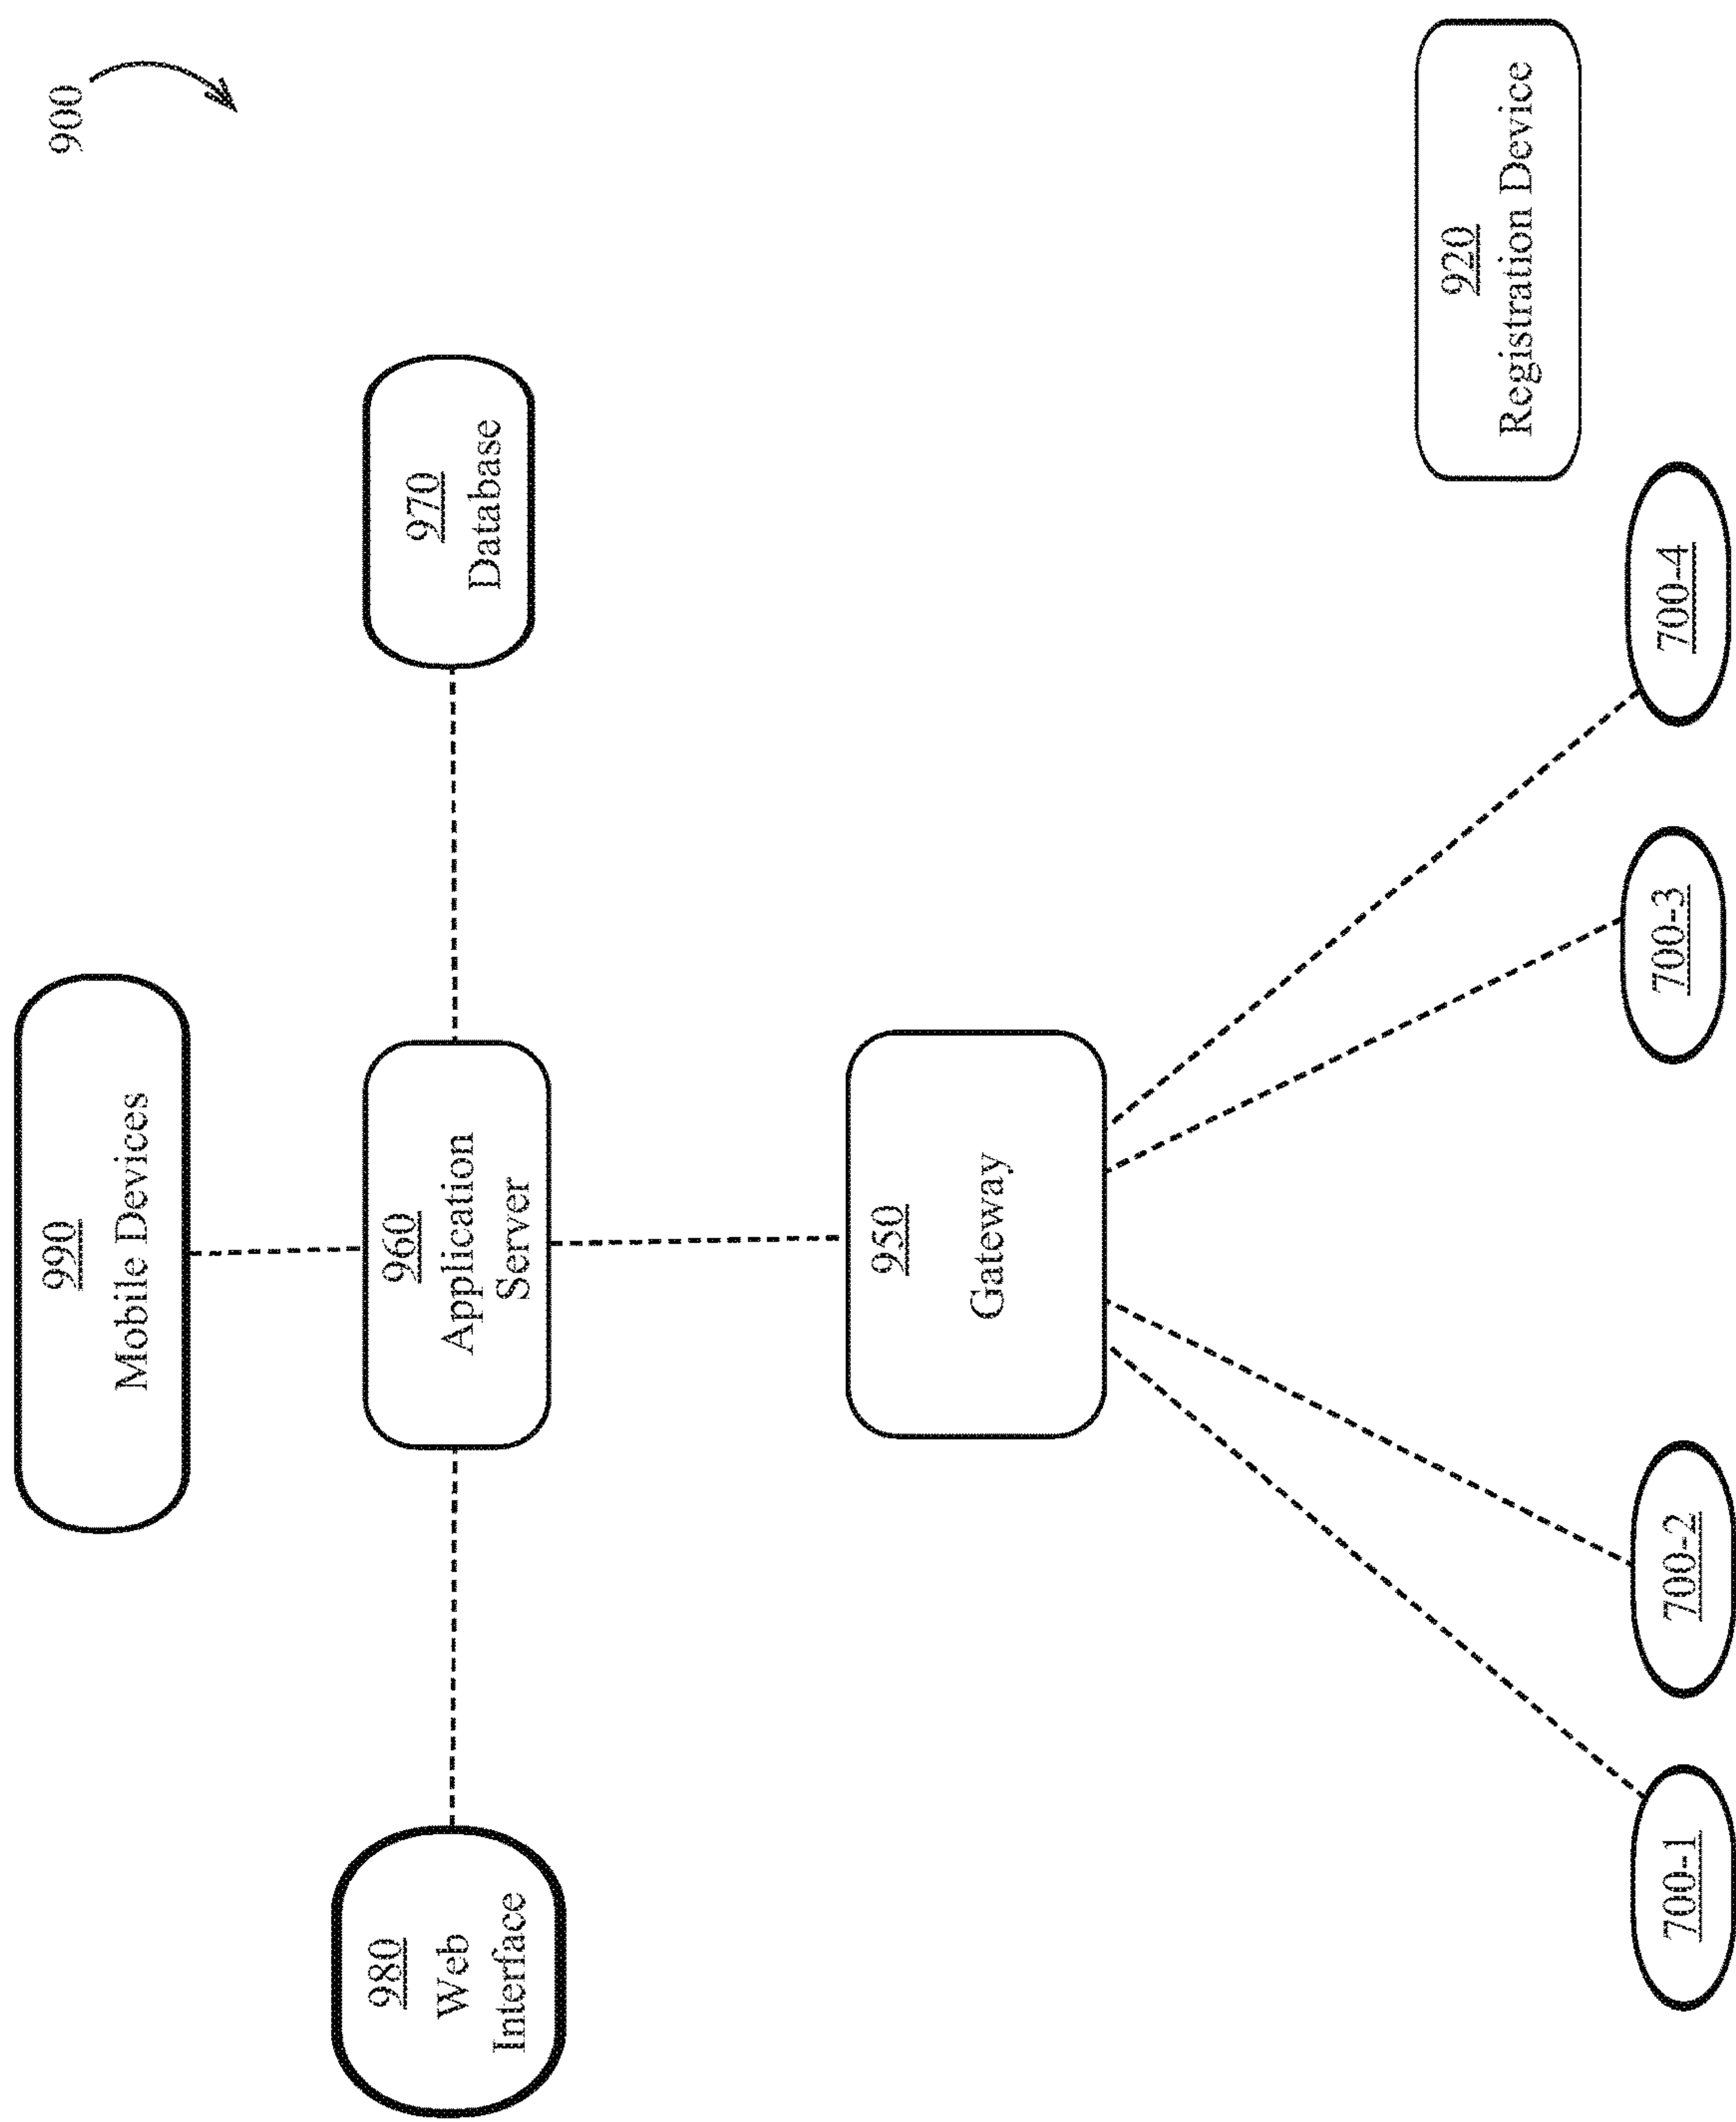 900
990
Mobile Devices
980
Web
Interface
960
Application
Server
970
Database
950
Gateway
920
Registration Device
700-1
700-2
700-3
700-4